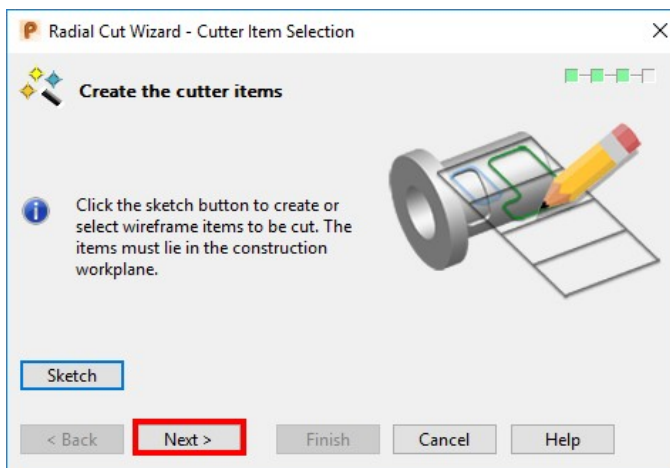 Radial Cut Wizard - Cutter Item Selection
Create the cutter items
Click the sketch button to create or
select wireframe items to be cut. The
items must lie in the construction
workplane.
Sketch
< Back Next > Finish Cancel Help